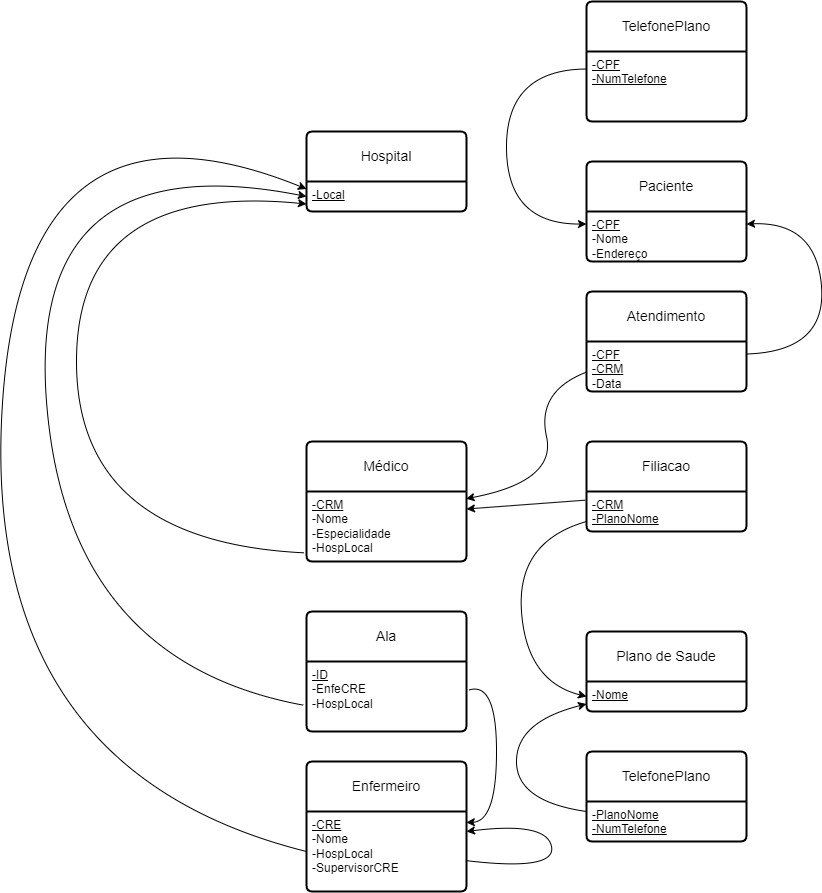 TelefonePlano
-CPF
-NumTelefone
Hospital
-Local
Paciente
-CPF
-Nome
-Endereço
Atendimento
-CPF
-CRM
-Data
Médico
-CRM
-Nome
-Especialidade
-HospLocal
Filiacao
-CRM
-PlanoNome
Ala
-ID
-EnfeCRE
-HospLocal
Plano de Saude
-Nome
Enfermeiro
-CRE
-Nome
-HospLocal
-SupervisorCRE
TelefonePlano
-PlanoNome
-NumTelefone